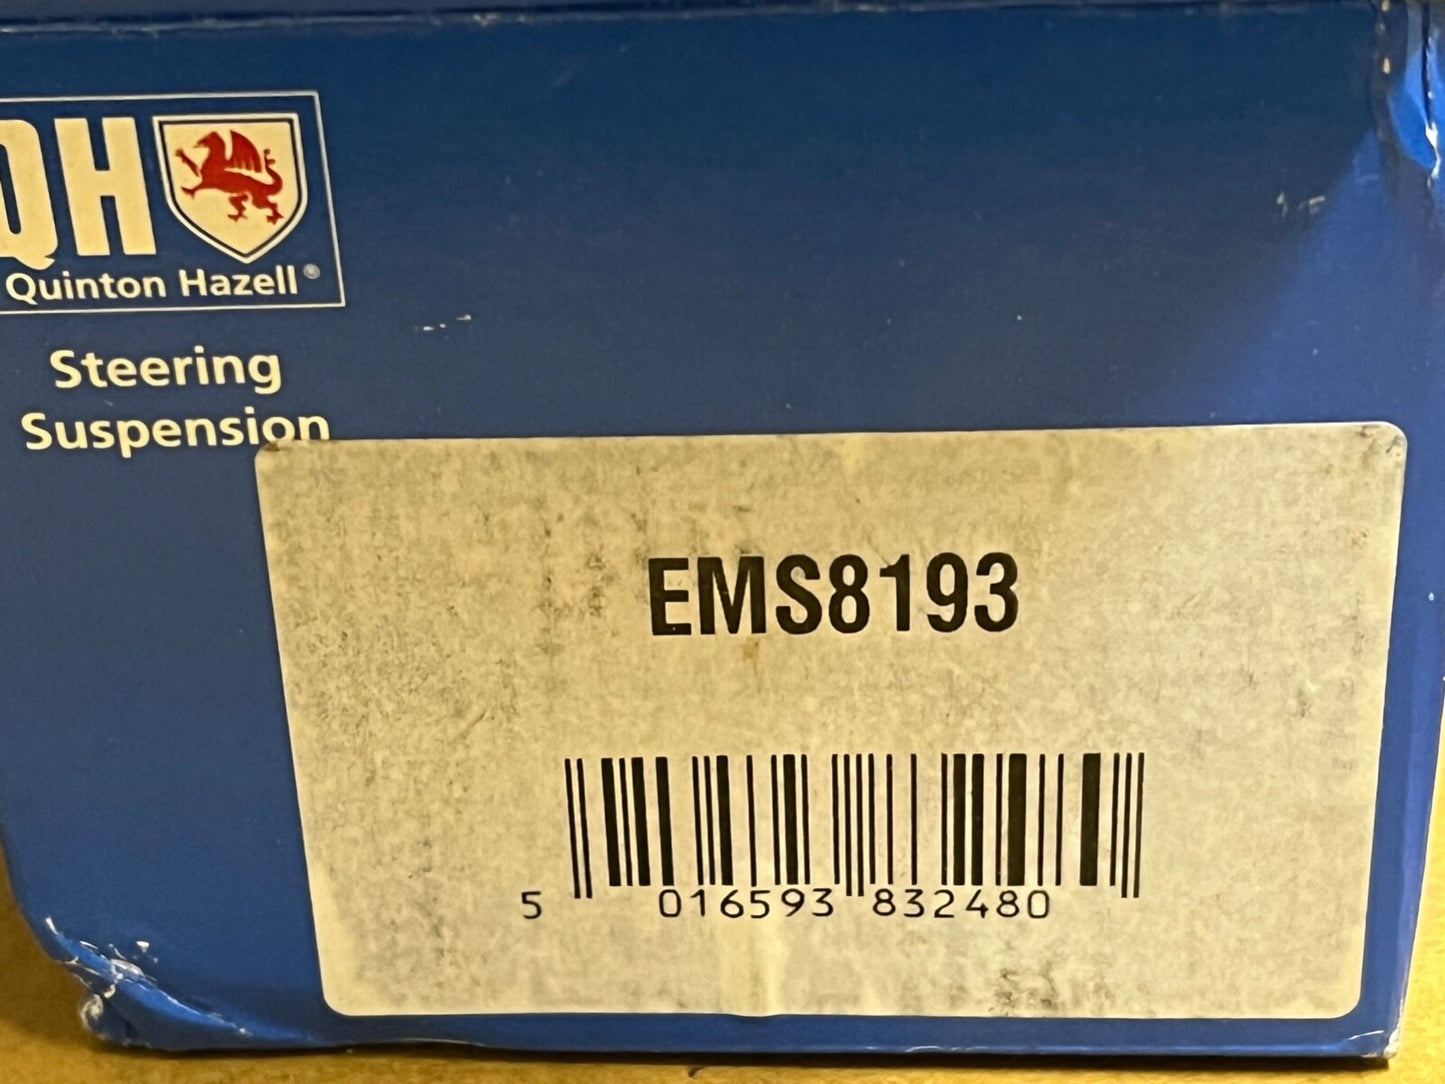 QH
Quinton Hazell®
Steering
Suspension
EMS8193
5 016593 832480